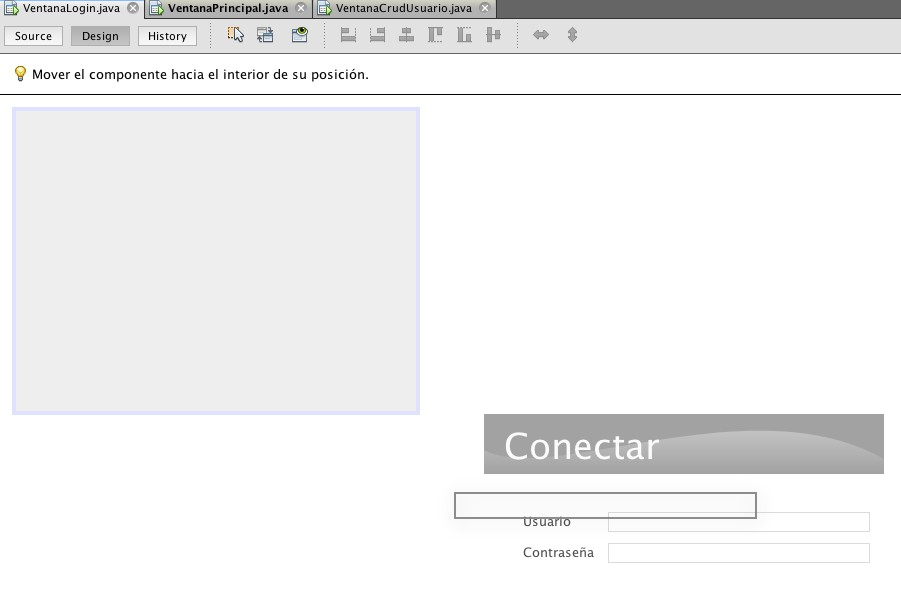 VentanaLogin.java VentanaPrincipal.java VentanaCrudUsuario.java
Source Design History
Mover el componente hacia el interior de su posición.
Conectar
Usuario
Contraseña